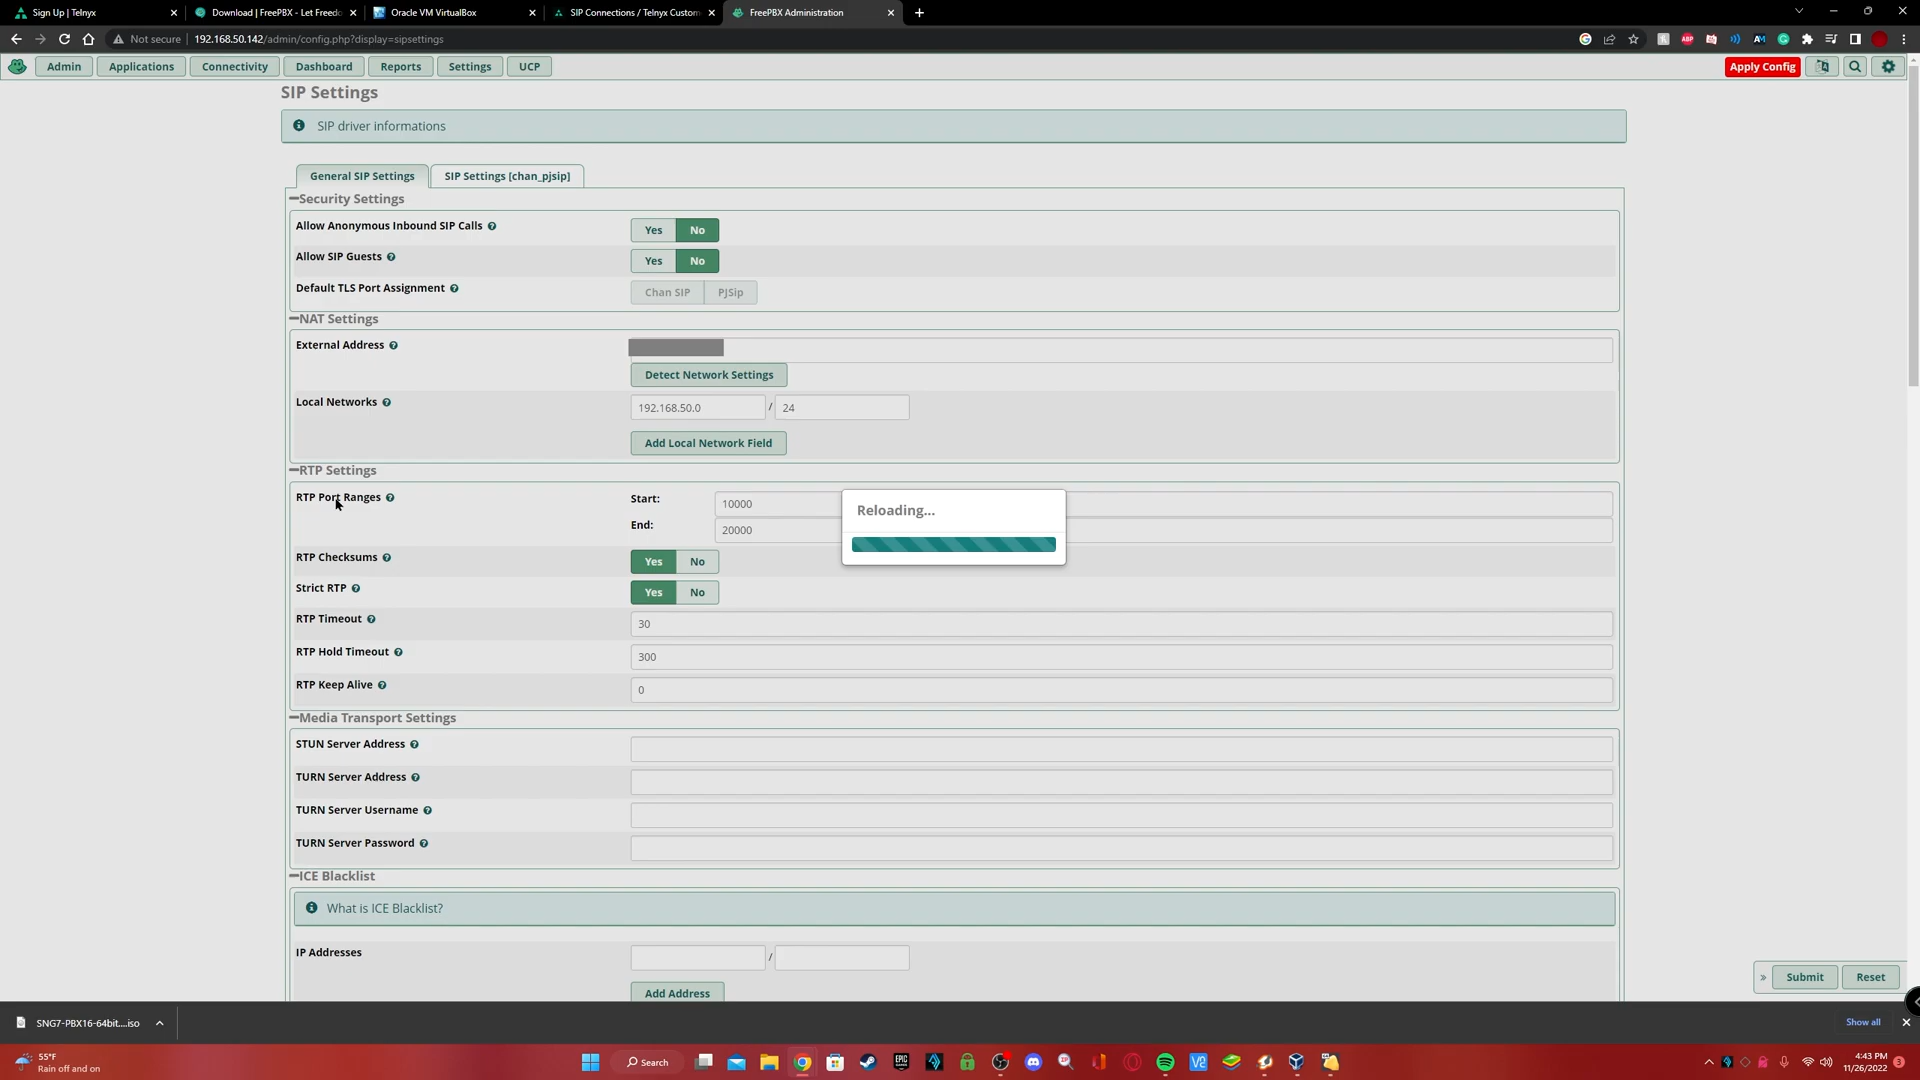 Sign Up | Telnyx
Download | FreePBX - Let Freedo
Oracle VM VirtualBox
SIP Connections / Telnyx Custom
FreePBX Administration
Not secure
192.168.50.142/admin/config.php?display=sipsettings
Admin
Applications
Connectivity
Dashboard
Reports
Settings
UCP
Apply Config
SIP Settings
SIP driver informations
General SIP Settings
SIP Settings [chan_pjsip]
Security Settings
Allow Anonymous Inbound SIP Calls
Yes No
Allow SIP Guests
Yes No
Default TLS Port Assignment
Chan SIP PJSip
NAT Settings
External Address
Detect Network Settings
Local Networks
192.168.50.0 / 24
Add Local Network Field
RTP Settings
RTP Port Ranges
Start: 10000
End: 20000
Reloading...
RTP Checksums
Yes No
Strict RTP
Yes No
RTP Timeout
30
RTP Hold Timeout
300
RTP Keep Alive
0
Media Transport Settings
STUN Server Address
TURN Server Address
TURN Server Username
TURN Server Password
ICE Blacklist
What is ICE Blacklist?
IP Addresses
/
Add Address
» Submit Reset
SNG7-PBX16-64bit....iso
Show all
55°F
Rain off and on
Search
4:43 PM
11/26/2022
3